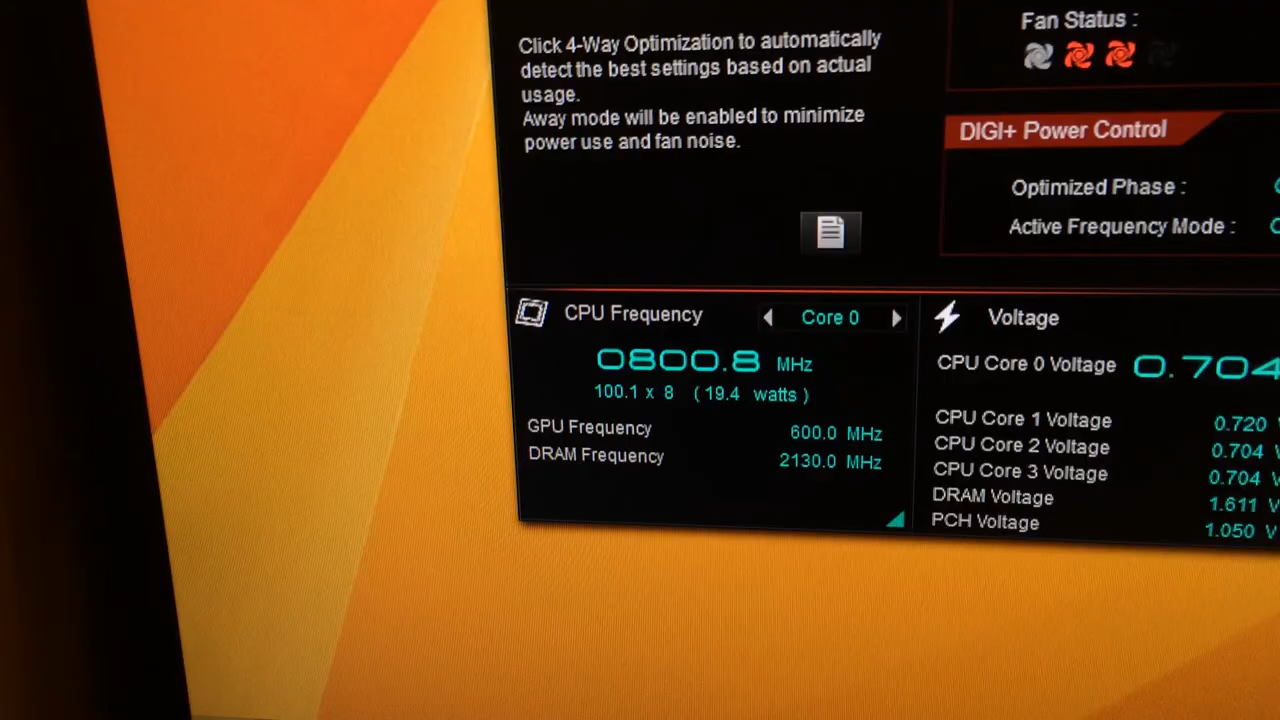 Click 4-Way Optimization to automatically
detect the best settings based on actual
usage.
Away mode will be enabled to minimize
power use and fan noise.
Fan Status :
DIGI+ Power Control
Optimized Phase :
Active Frequency Mode :
CPU Frequency
Core 0
0800.8 MHz
100.1 x 8 ( 19.4 watts )
GPU Frequency 600.0 MHz
DRAM Frequency 2130.0 MHz
Voltage
CPU Core 0 Voltage 0.704
CPU Core 1 Voltage 0.720 V
CPU Core 2 Voltage 0.704 V
CPU Core 3 Voltage 0.704 V
DRAM Voltage 1.611 V
PCH Voltage 1.050 V